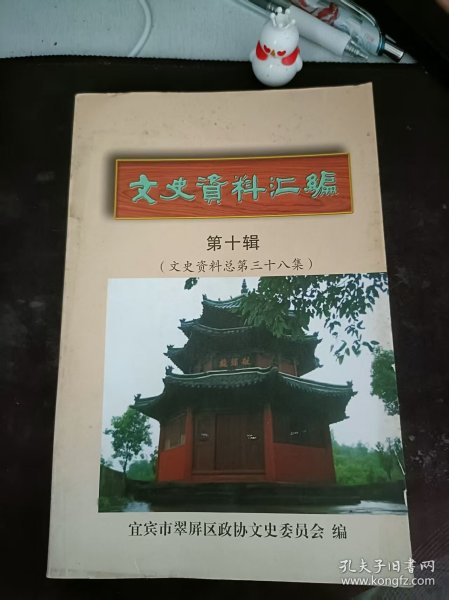 文史資料汇编
第十辑
（文史资料总第三十八集）
宜宾市翠屏区政协文史委员会 编
孔夫子旧书网
www.kongfz.com